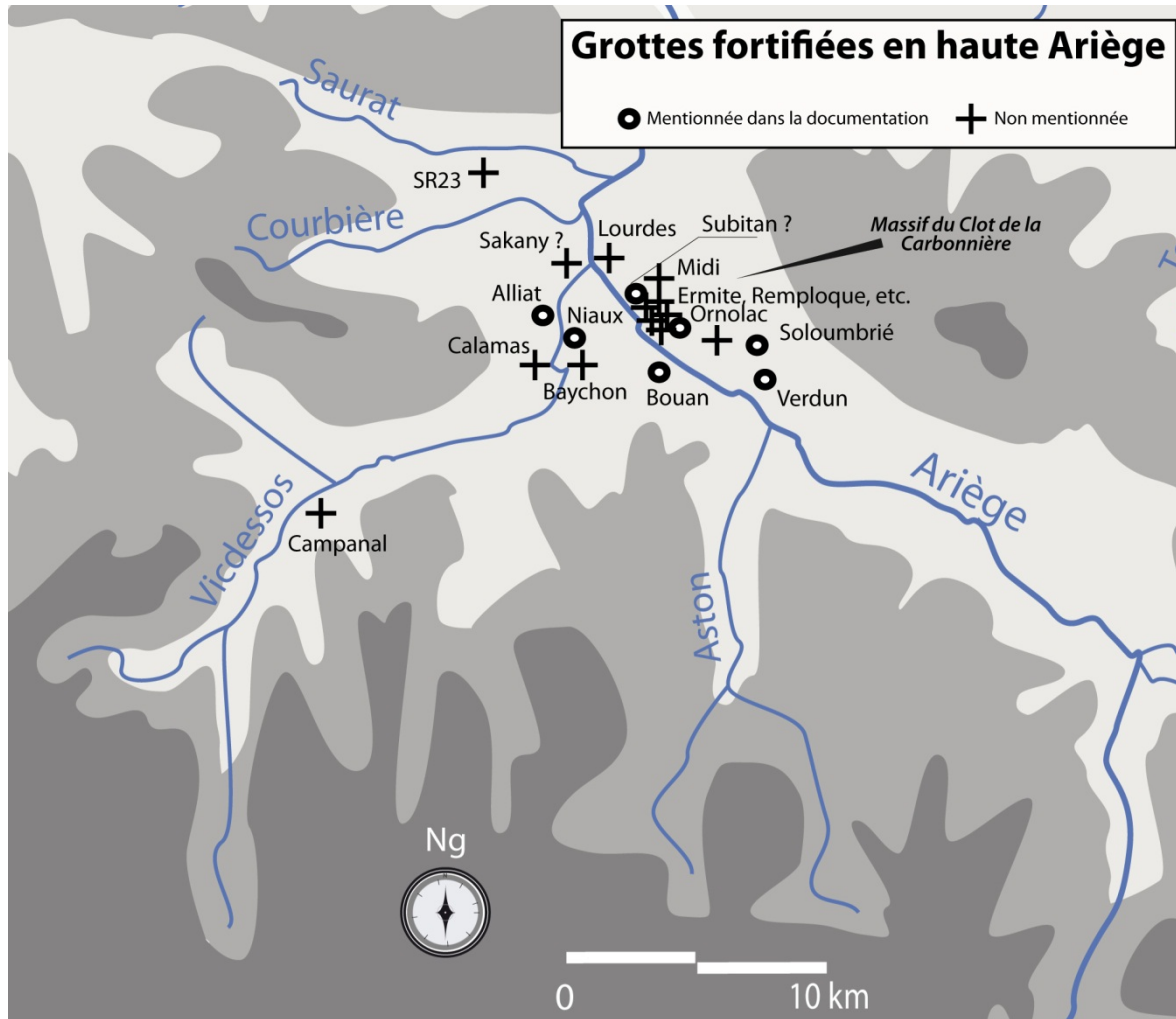 Grottes fortifiées en haute Ariège
Mentionnée dans la documentation
Non mentionnée
Saurat
SR23
Courbière
Sakany ?
Lourdes
Subitan ?
Massif du Clot de la
Carbonnière
Midi
Alliat
Niaux
Ermite, Remploque, etc.
Ornolac
Soloumbrié
Calamas
Baychon
Bouan
Verdun
Ariège
Vicdessos
Campanal
Aston
Ng
0
10 km